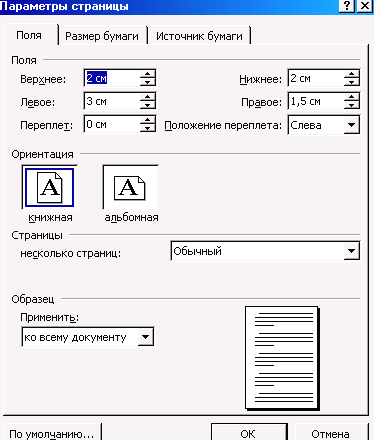 Параметры страницы
Поля Размер бумаги Источник бумаги
Поля
Верхнее: 2 см Нижнее: 2 см
Левое: 3 см Правое: 1,5 см
Переплет: 0 см Положение переплета: Слева
Ориентация
A A
книжная альбомная
Страницы
несколько страниц: Обычный
Образец
Применить:
ко всему документу
По умолчанию... ОК Отмена